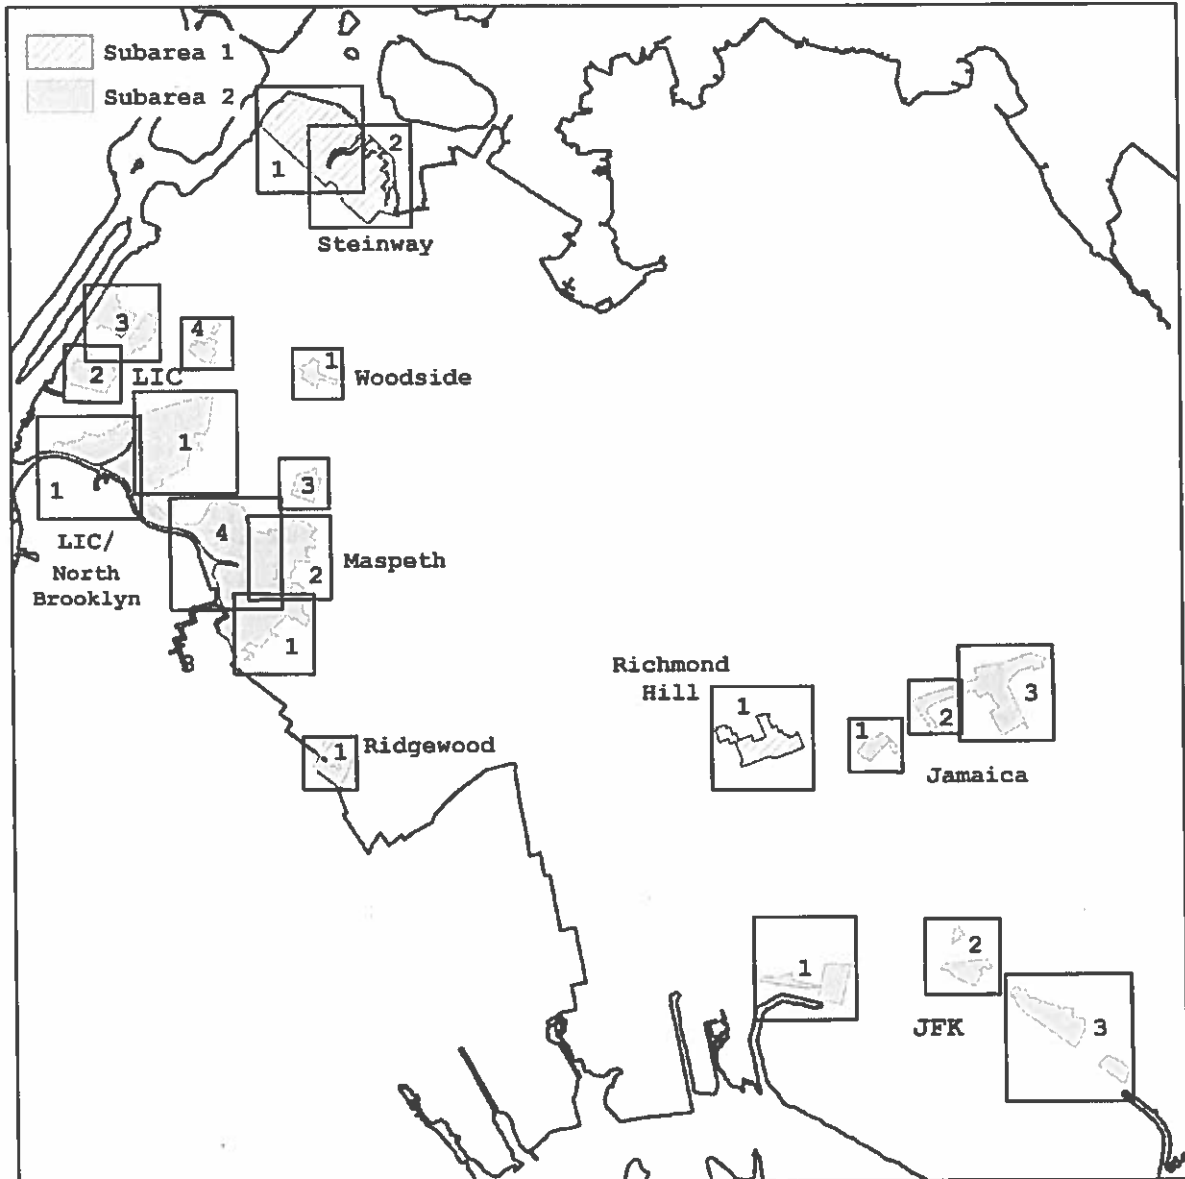 Subarea 1
Subarea 2
1
2
Steinway
3
4
2
LIC
1
Woodside
1
1
3
LIC/
North
Brooklyn
4
2
Maspeth
1
Richmond
Hill
1
1
2
3
Jamaica
1
Ridgewood
1
2
JFK
3